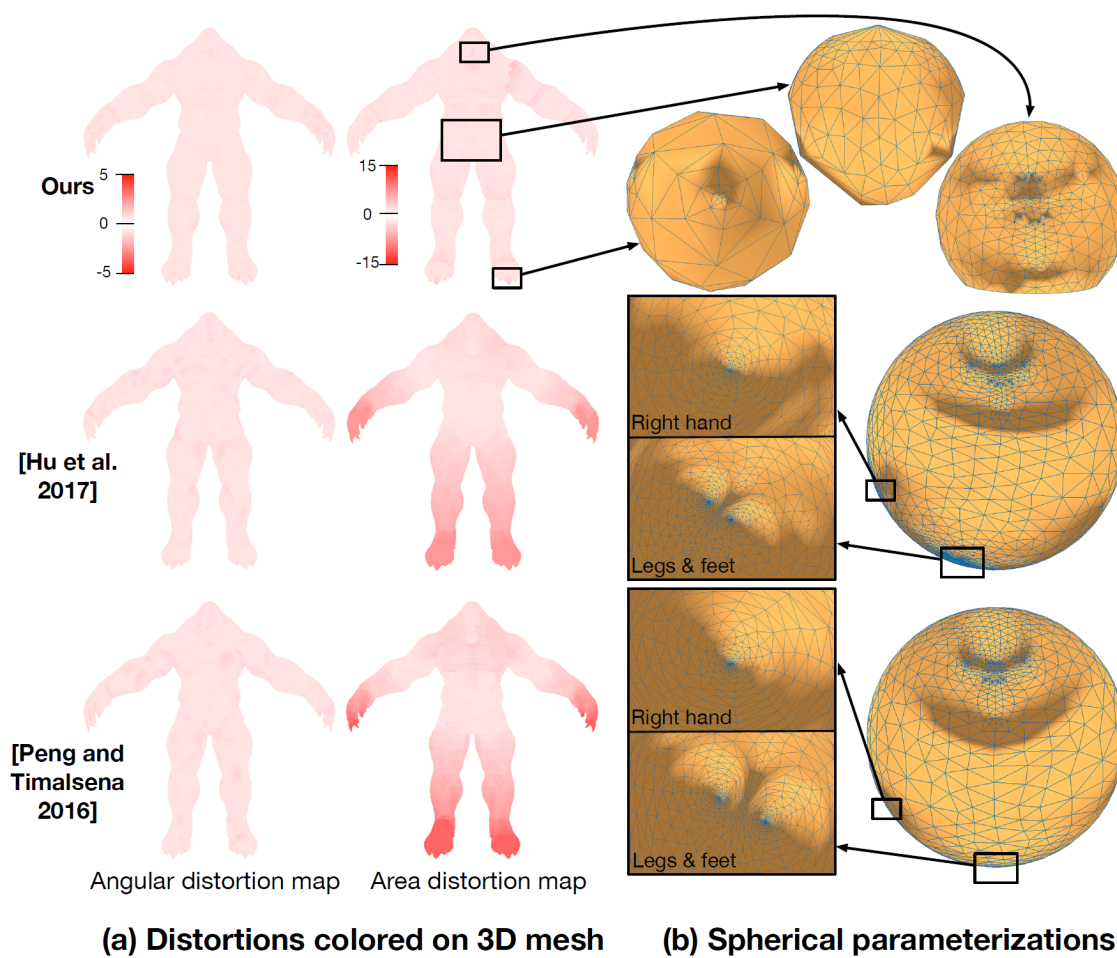 Ours
5
0
-5
15
0
-15
[Hu et al.
2017]
Right hand
Legs & feet
[Peng and
Timalsena
2016]
Right hand
Legs & feet
Angular distortion map
Area distortion map
(a) Distortions colored on 3D mesh
(b) Spherical parameterizations